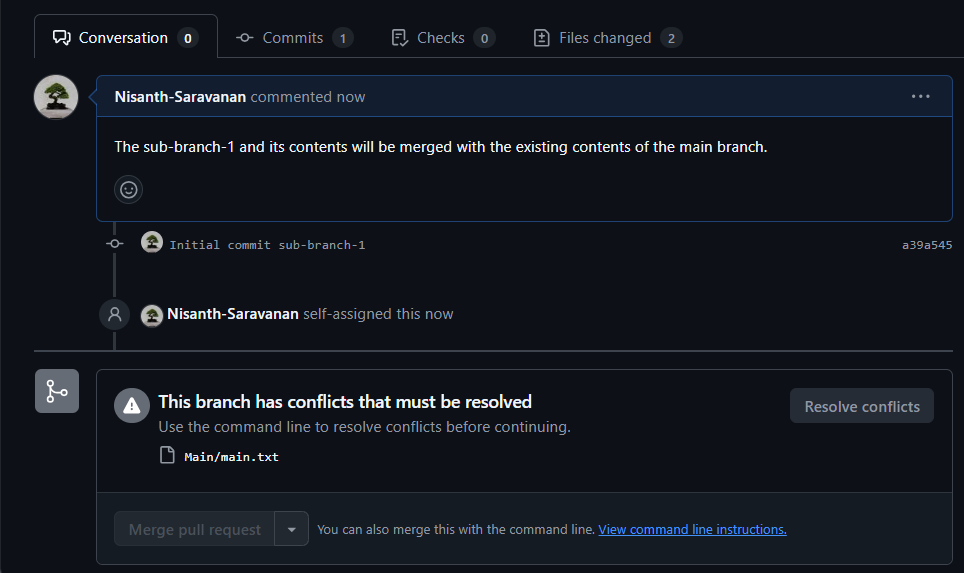 Conversation 0 Commits 1 Checks 0 Files changed 2
Nisanth-Saravanan commented now
The sub-branch-1 and its contents will be merged with the existing contents of the main branch.
Initial commit sub-branch-1 a39a545
Nisanth-Saravanan self-assigned this now
This branch has conflicts that must be resolved
Resolve conflicts
Use the command line to resolve conflicts before continuing.
Main/main.txt
Merge pull request You can also merge this with the command line. View command line instructions.